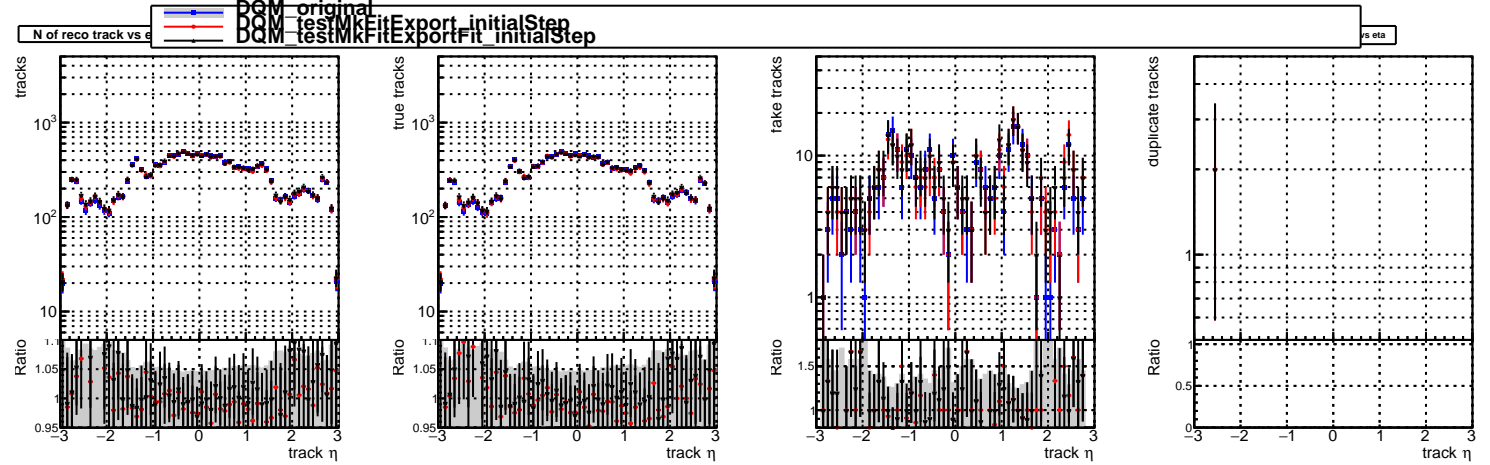 DQM_original
DQM_testMkFitExport_initialStep
DQM_testMkFitExportFit_initialStep
N of reco track vs e
vs eta
tracks
10³
10²
10
Ratio
1.1
1.05
1
0.95
−3 −2 −1 0 1 2 3
track η
true tracks
10³
10²
10
Ratio
1.1
1.05
1
0.95
−3 −2 −1 0 1 2 3
track η
fake tracks
10
1
Ratio
1.5
1
−3 −2 −1 0 1 2 3
track η
duplicate tracks
1
Ratio
1
0.5
0
−3 −2 −1 0 1 2 3
track η